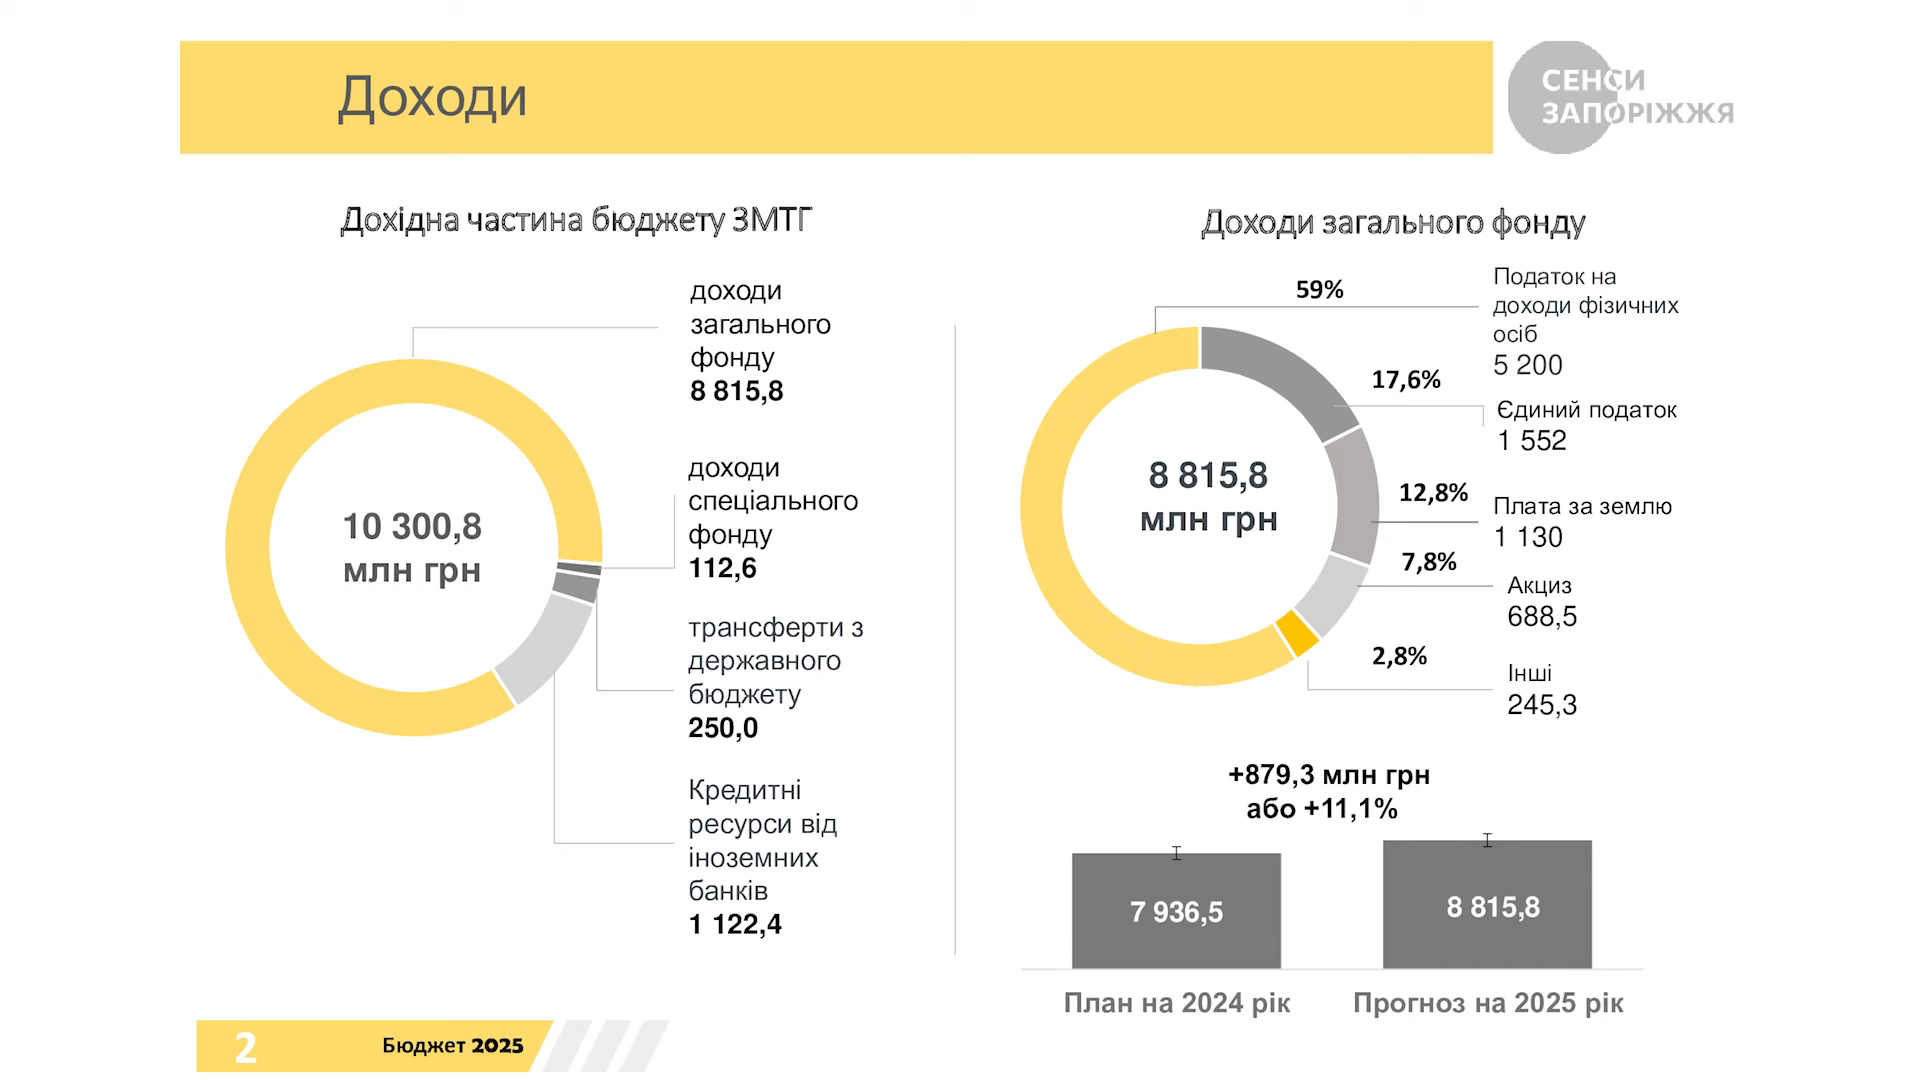 Доходи
СЕНСИ
ЗАПОРІЖЖЯ
Дохідна частина бюджету ЗМТГ
доходи
загального
фонду
8 815,8
доходи
спеціального
фонду
112,6
трансферти з
державного
бюджету
250,0
Кредитні
ресурси від
іноземних
банків
1 122,4
10 300,8
млн грн
Доходи загального фонду
59%
Податок на
доходи фізичних
осіб
5 200
17,6%
Єдиний податок
1 552
12,8%
Плата за землю
1 130
7,8%
Акциз
688,5
2,8%
Інші
245,3
8 815,8
млн грн
+879,3 млн грн
або +11,1%
7 936,5
8 815,8
План на 2024 рік
Прогноз на 2025 рік
2
Бюджет 2025